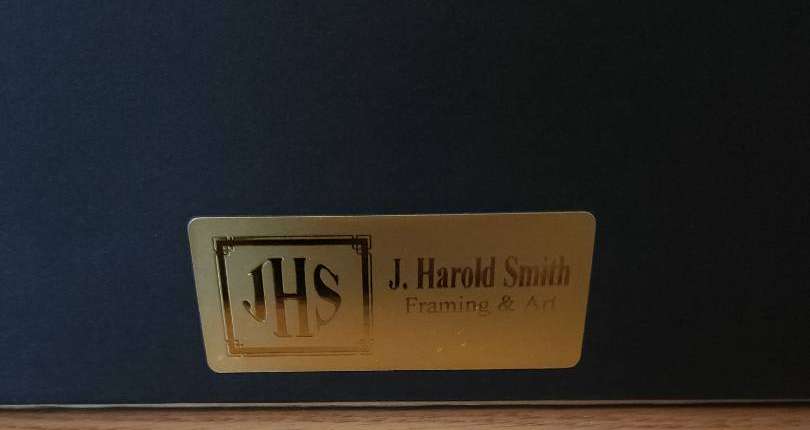 JHS
J. Harold Smith
Framing & Art